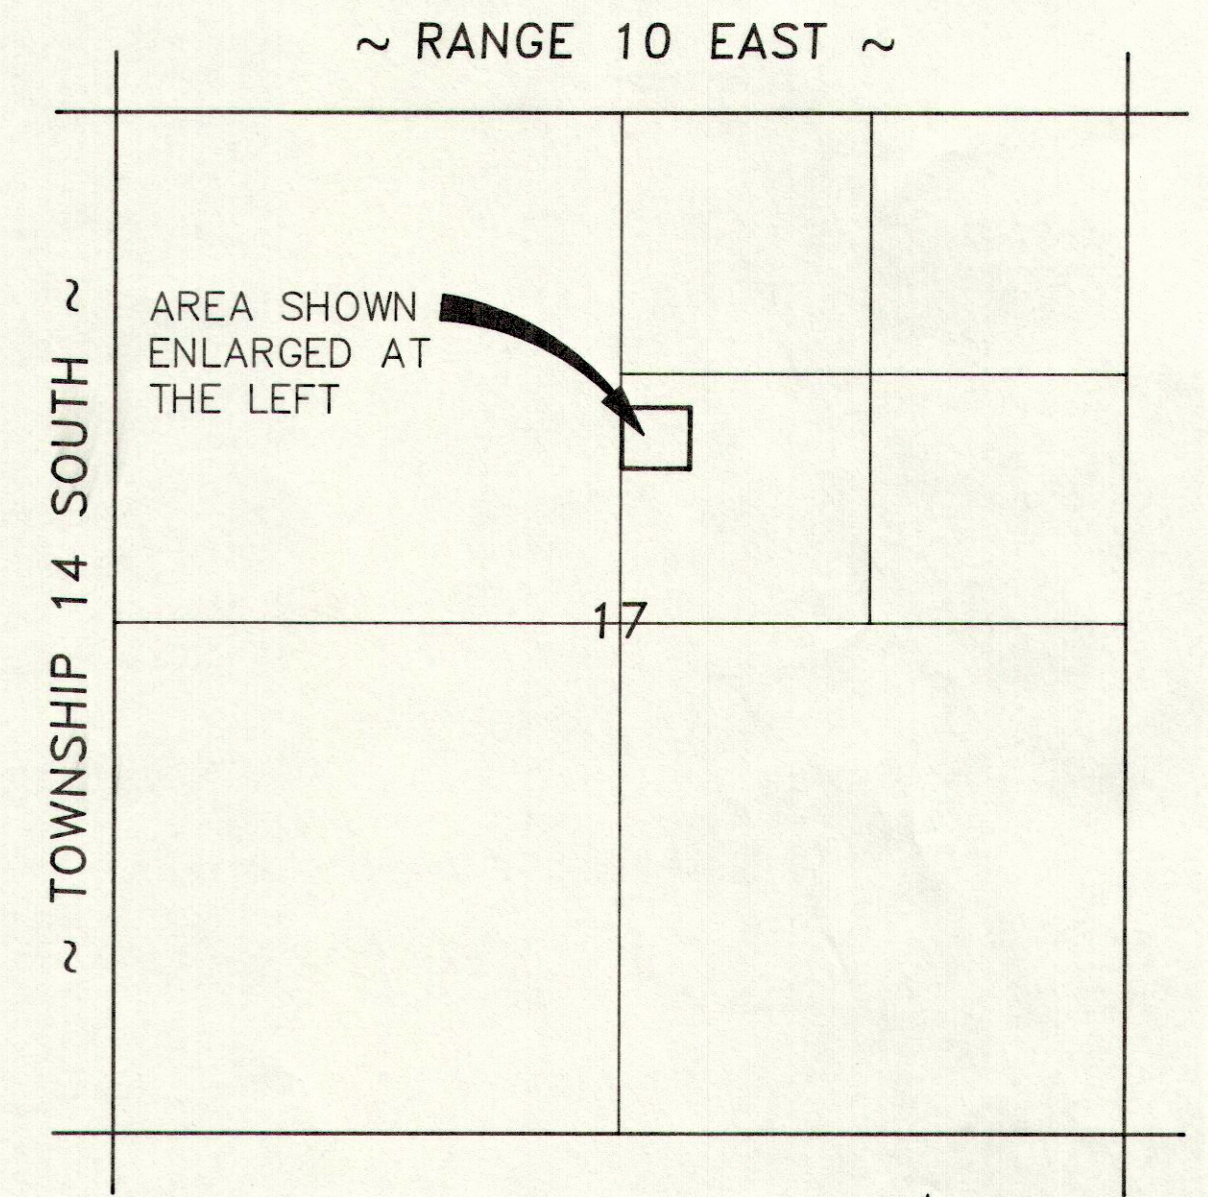 ~ RANGE 10 EAST ~
~ TOWNSHIP 14 SOUTH ~
AREA SHOWN
ENLARGED AT
THE LEFT
17